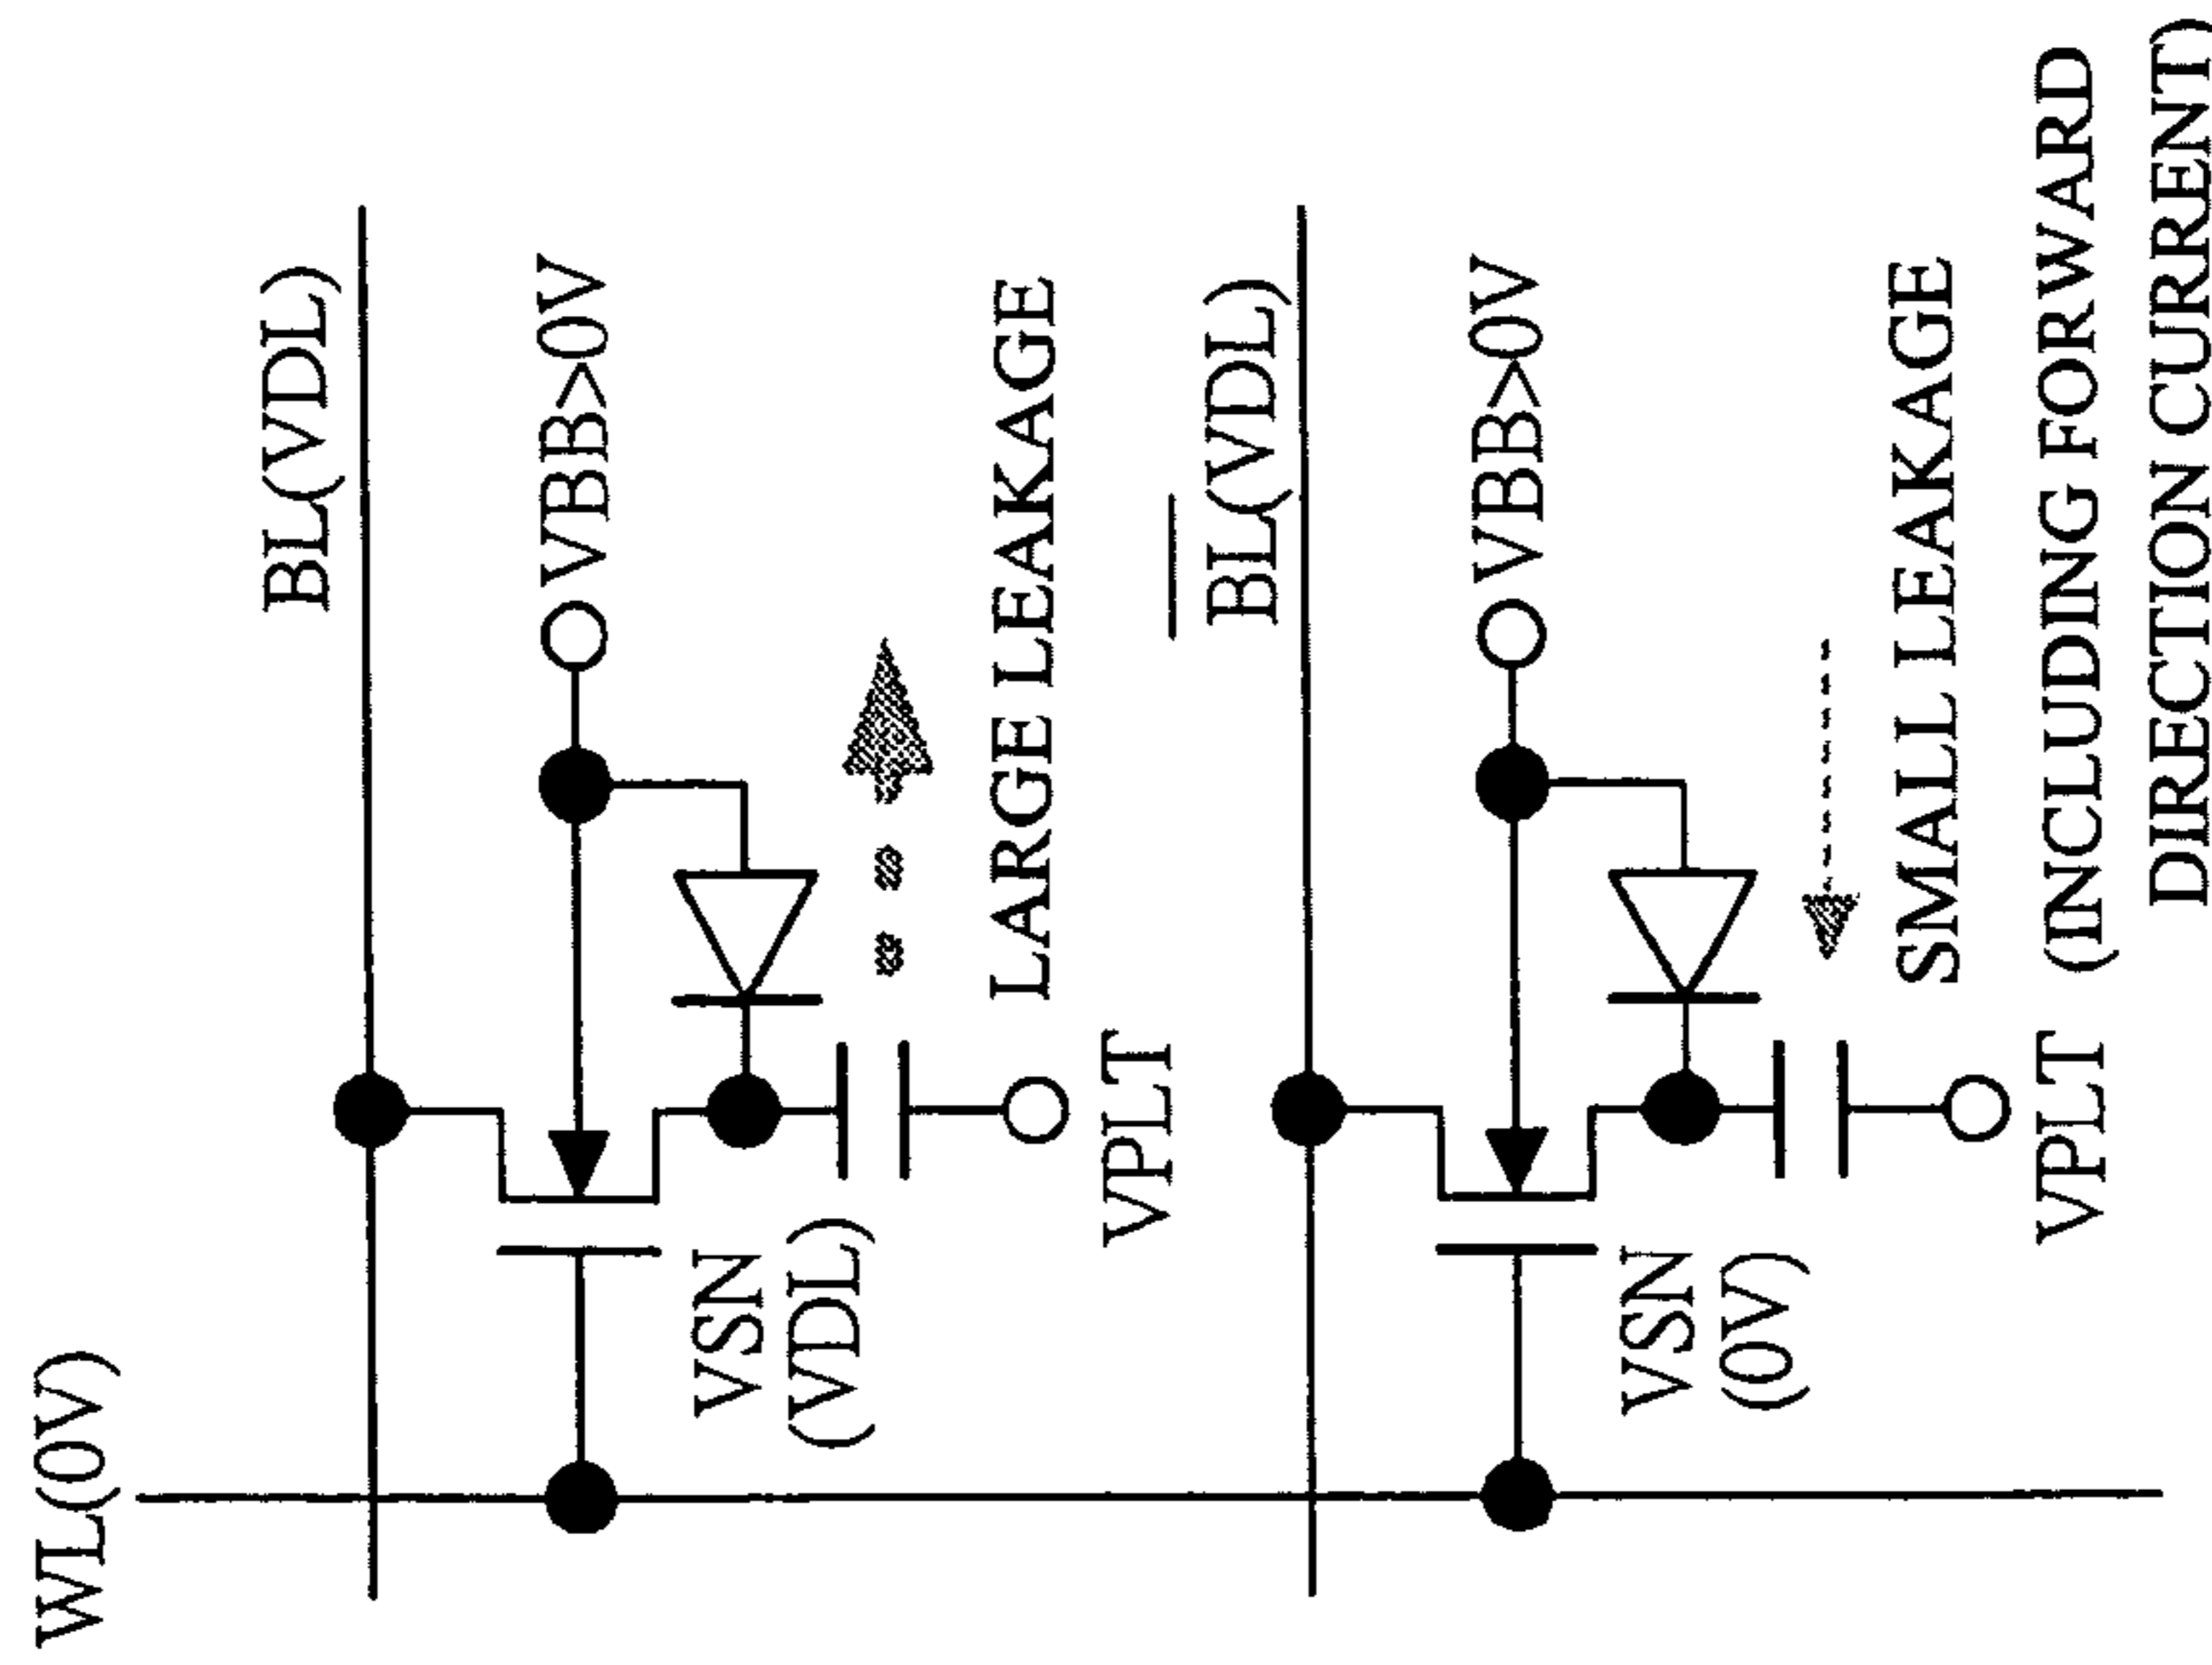 WL(0V)
BL(VDL)
VBB>0V
VSN
(VDL)
LARGE LEAKAGE
VPLT
BL(VDL)
VBB>0V
VSN
(0V)
SMALL LEAKAGE
VPLT
(INCLUDING FORWARD
DIRECTION CURRENT)